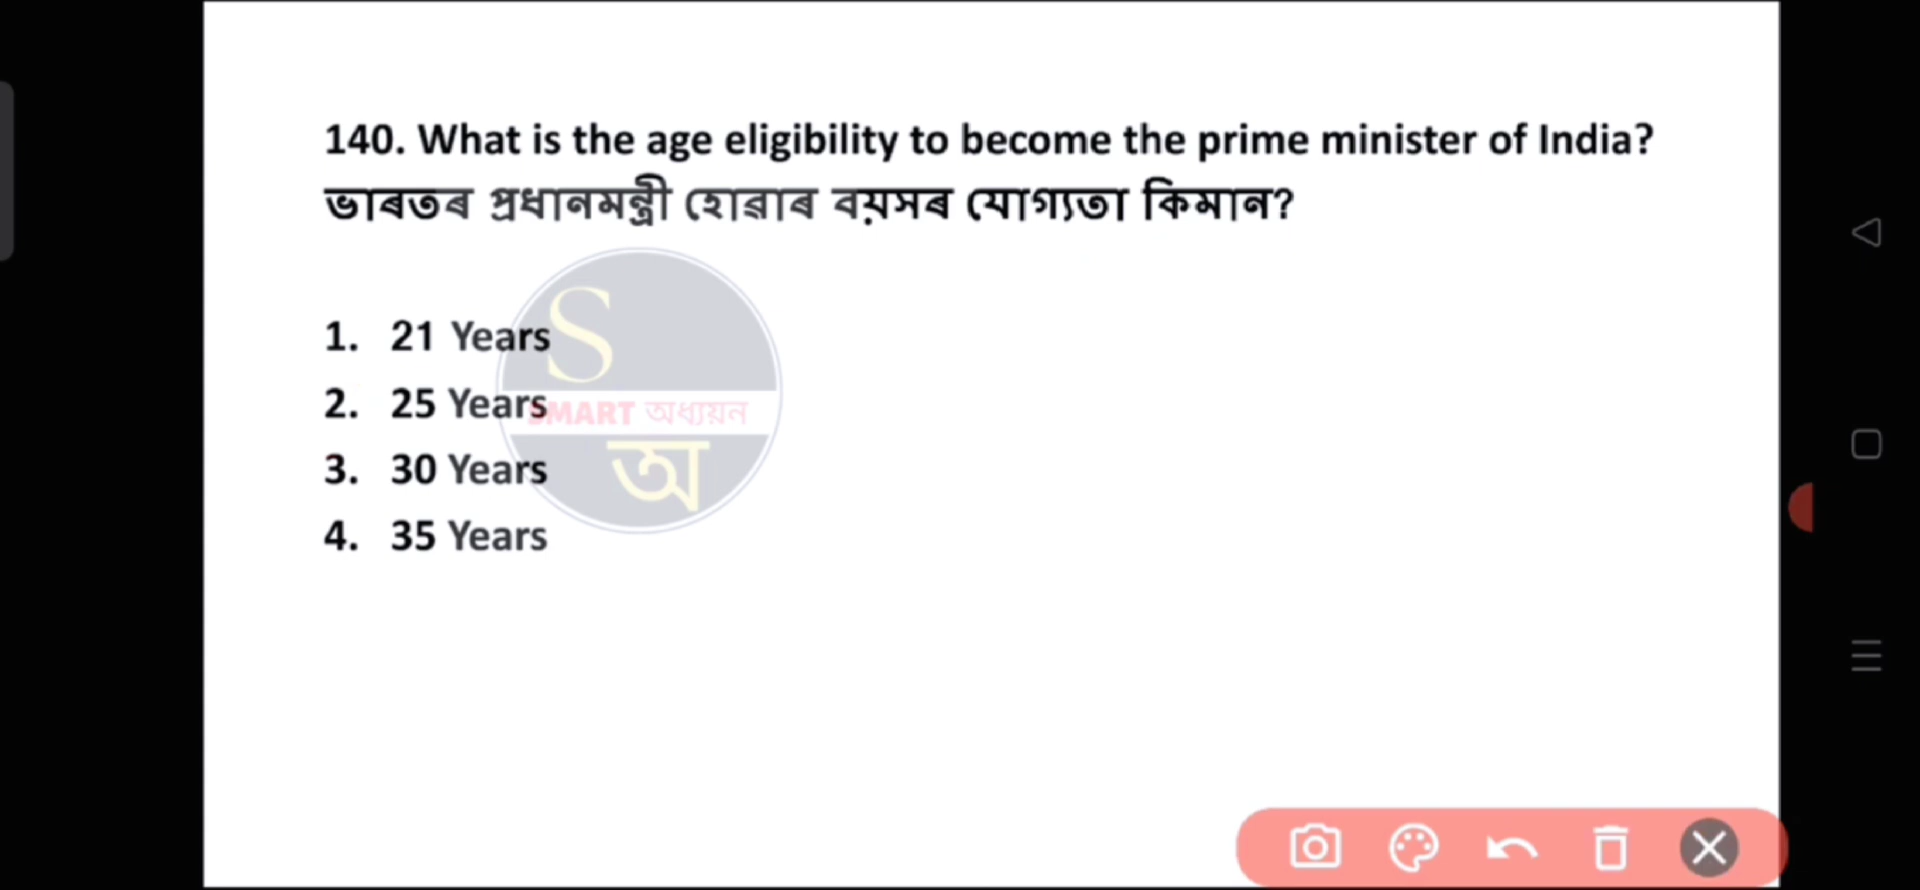 140. What is the age eligibility to become the prime minister of India?
ভাৰতৰ প্ৰধানমন্ত্ৰী হোৱাৰ বয়সৰ যোগ্যতা কিমান?
S
1. 21 Years
2. 25 Years
SMART অধ্যয়ন
3. 30 Years
অ
4. 35 Years